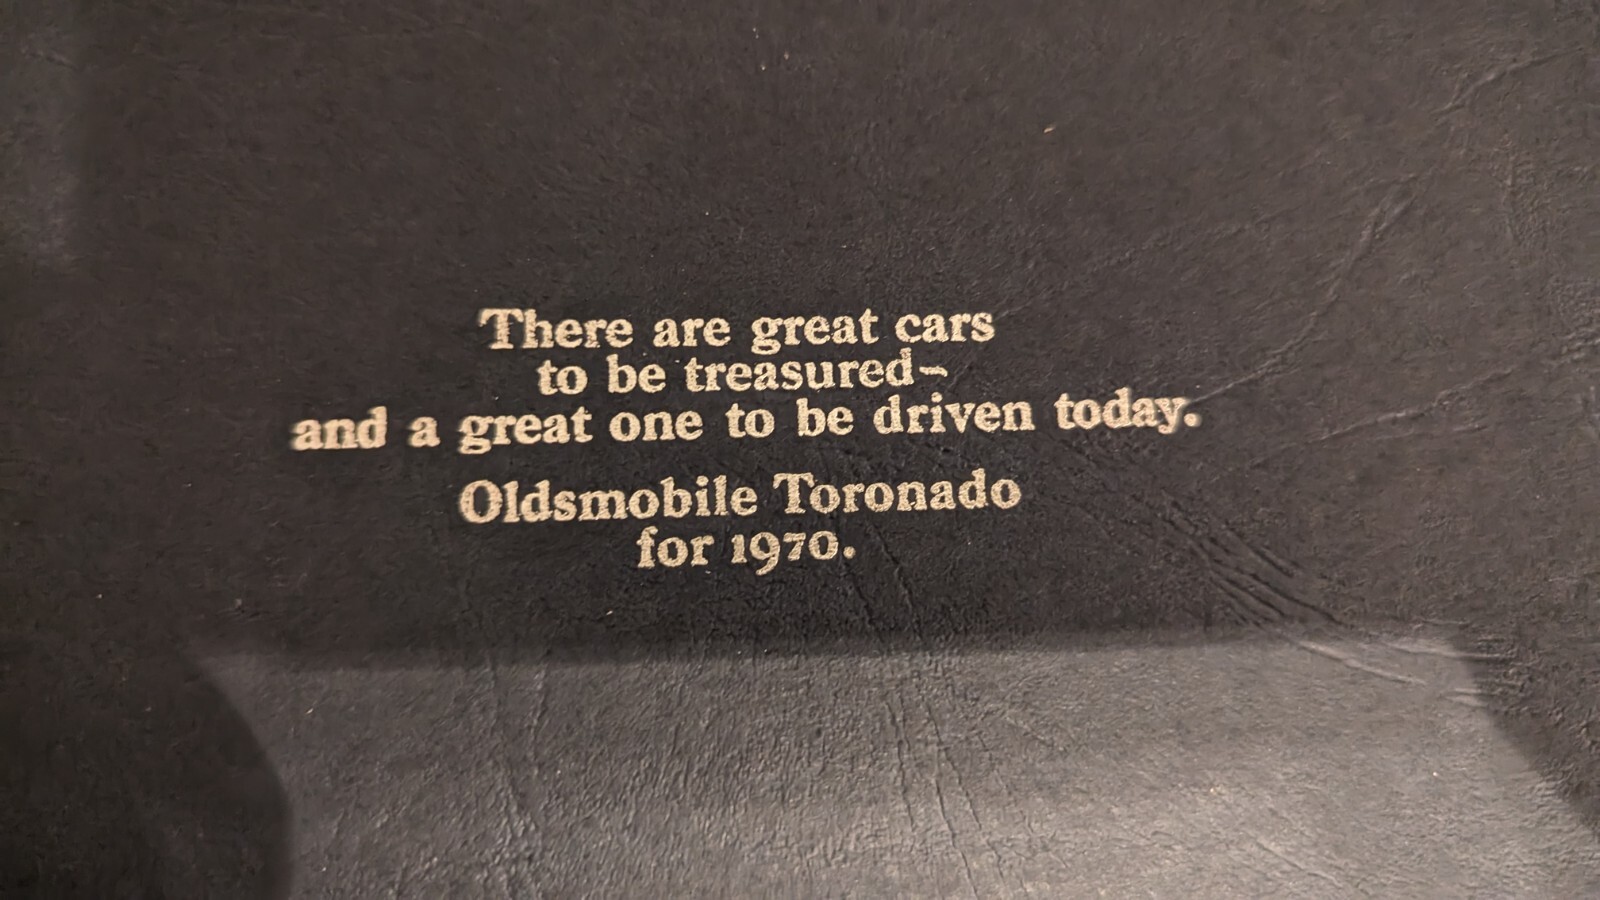 There are great cars
to be treasured–
and a great one to be driven today.
Oldsmobile Toronado
for 1970.